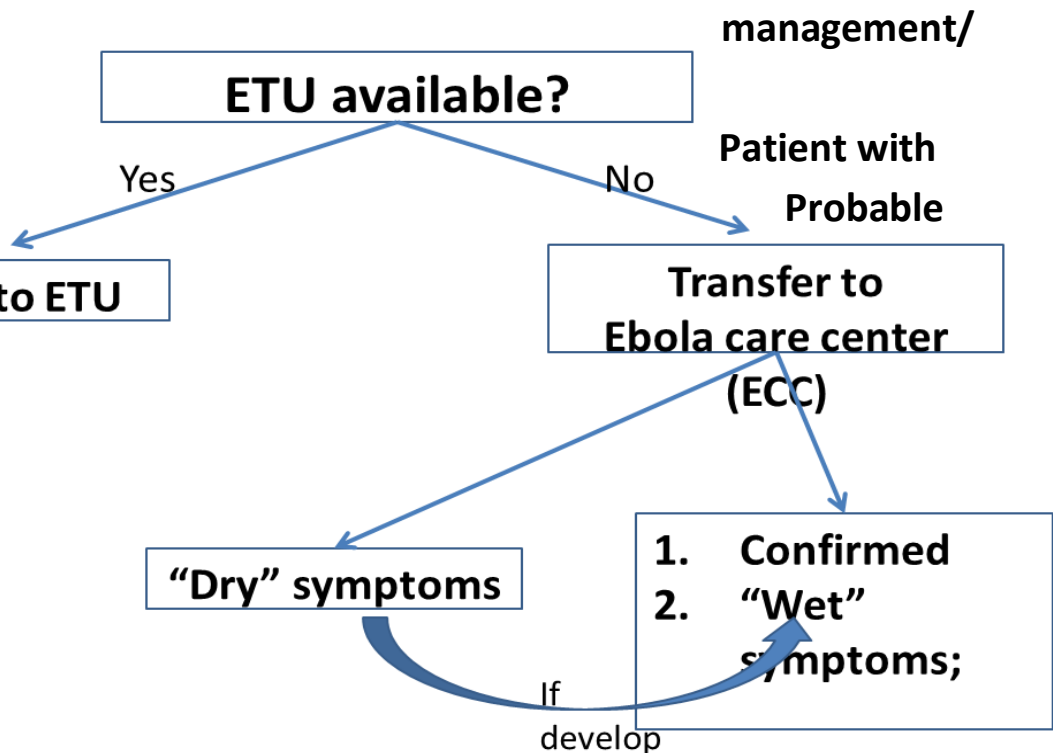 management/
ETU available?
Patient with
Probable
Yes
No
to ETU
Transfer to
Ebola care center
(ECC)
“Dry” symptoms
1. Confirmed
2. “Wet”
symptoms;
If
develop